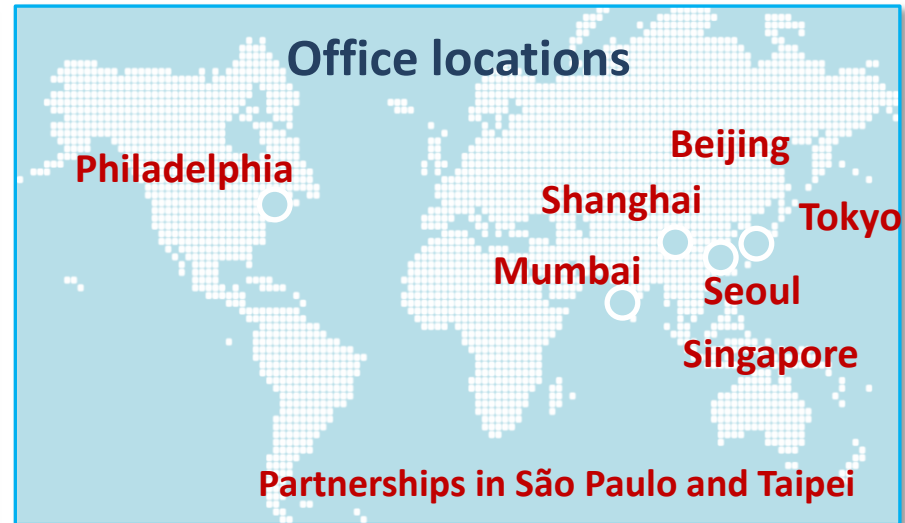 Office locations
Beijing
Philadelphia
Shanghai
Tokyo
Mumbai
Seoul
Singapore
Partnerships in São Paulo and Taipei